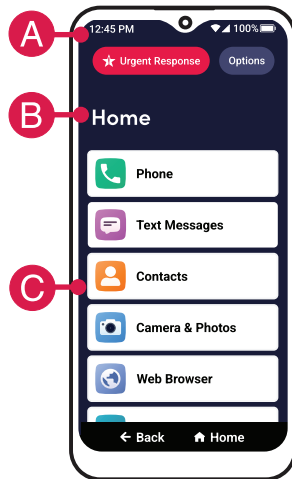 A
12:45 PM 100%
Urgent Response Options
B
Home
Phone
Text Messages
C
Contacts
Camera & Photos
Web Browser
Back Home